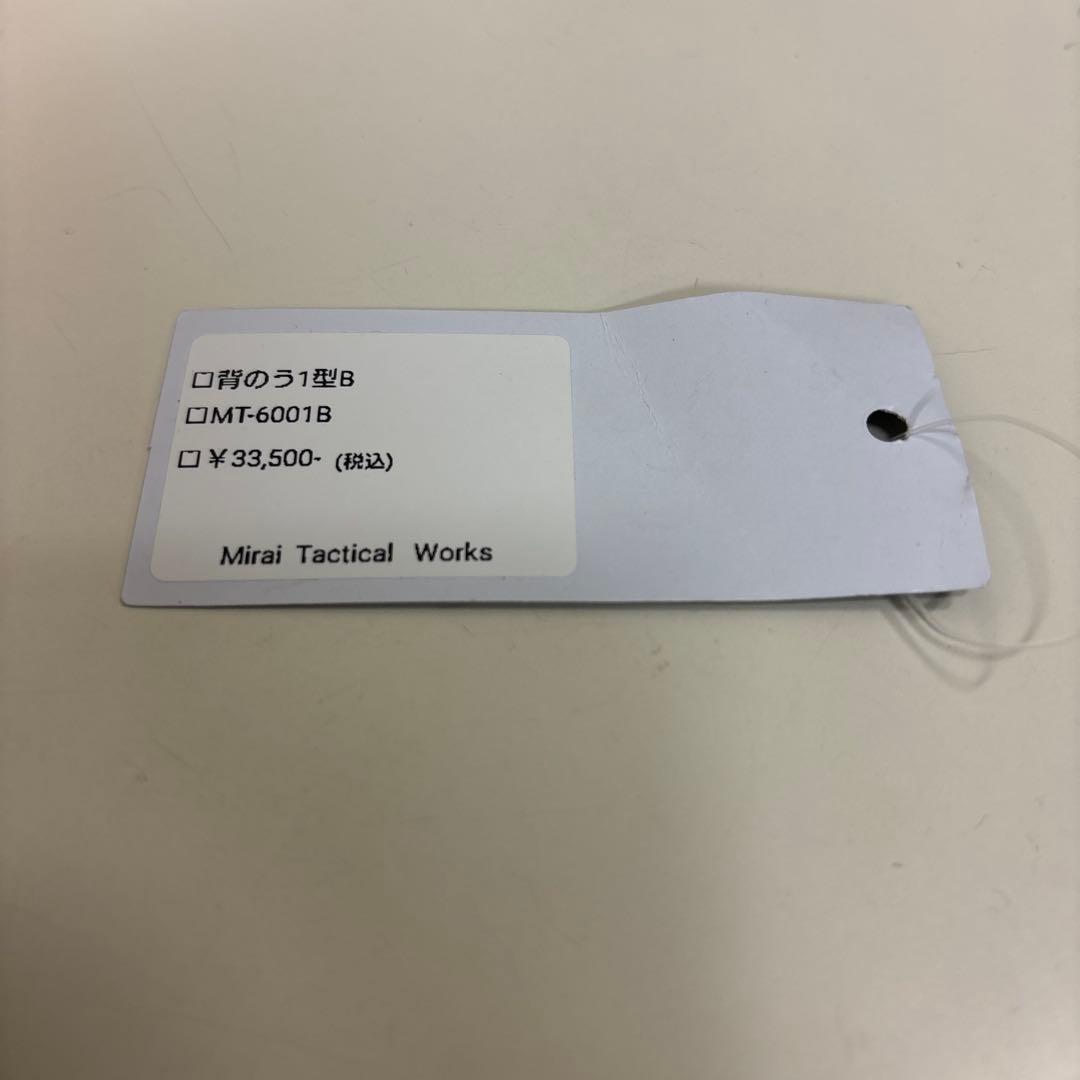 □背のう1型B
□MT-6001B
□￥33,500- (税込)
Mirai Tactical Works